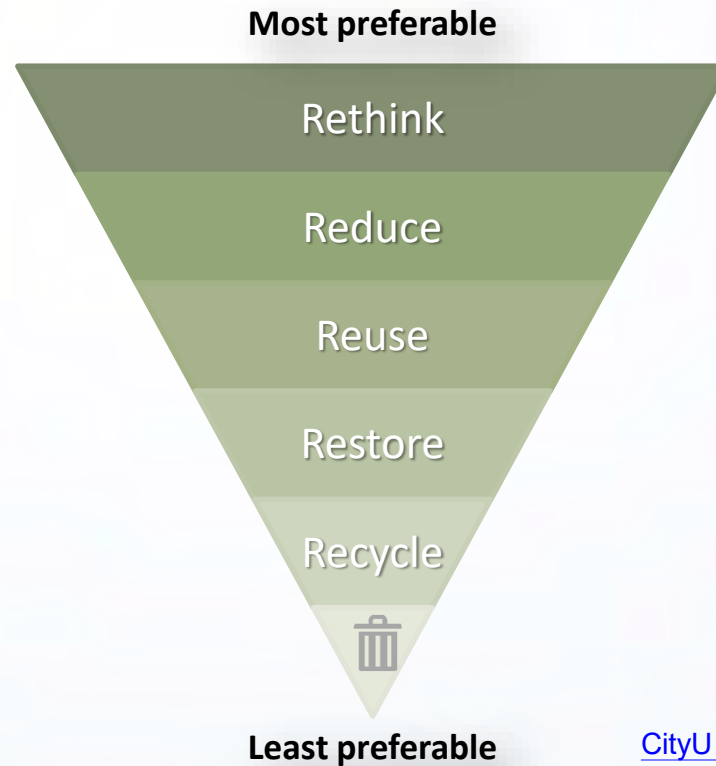 Most preferable
Rethink
Reduce
Reuse
Restore
Recycle
Least preferable
CityU